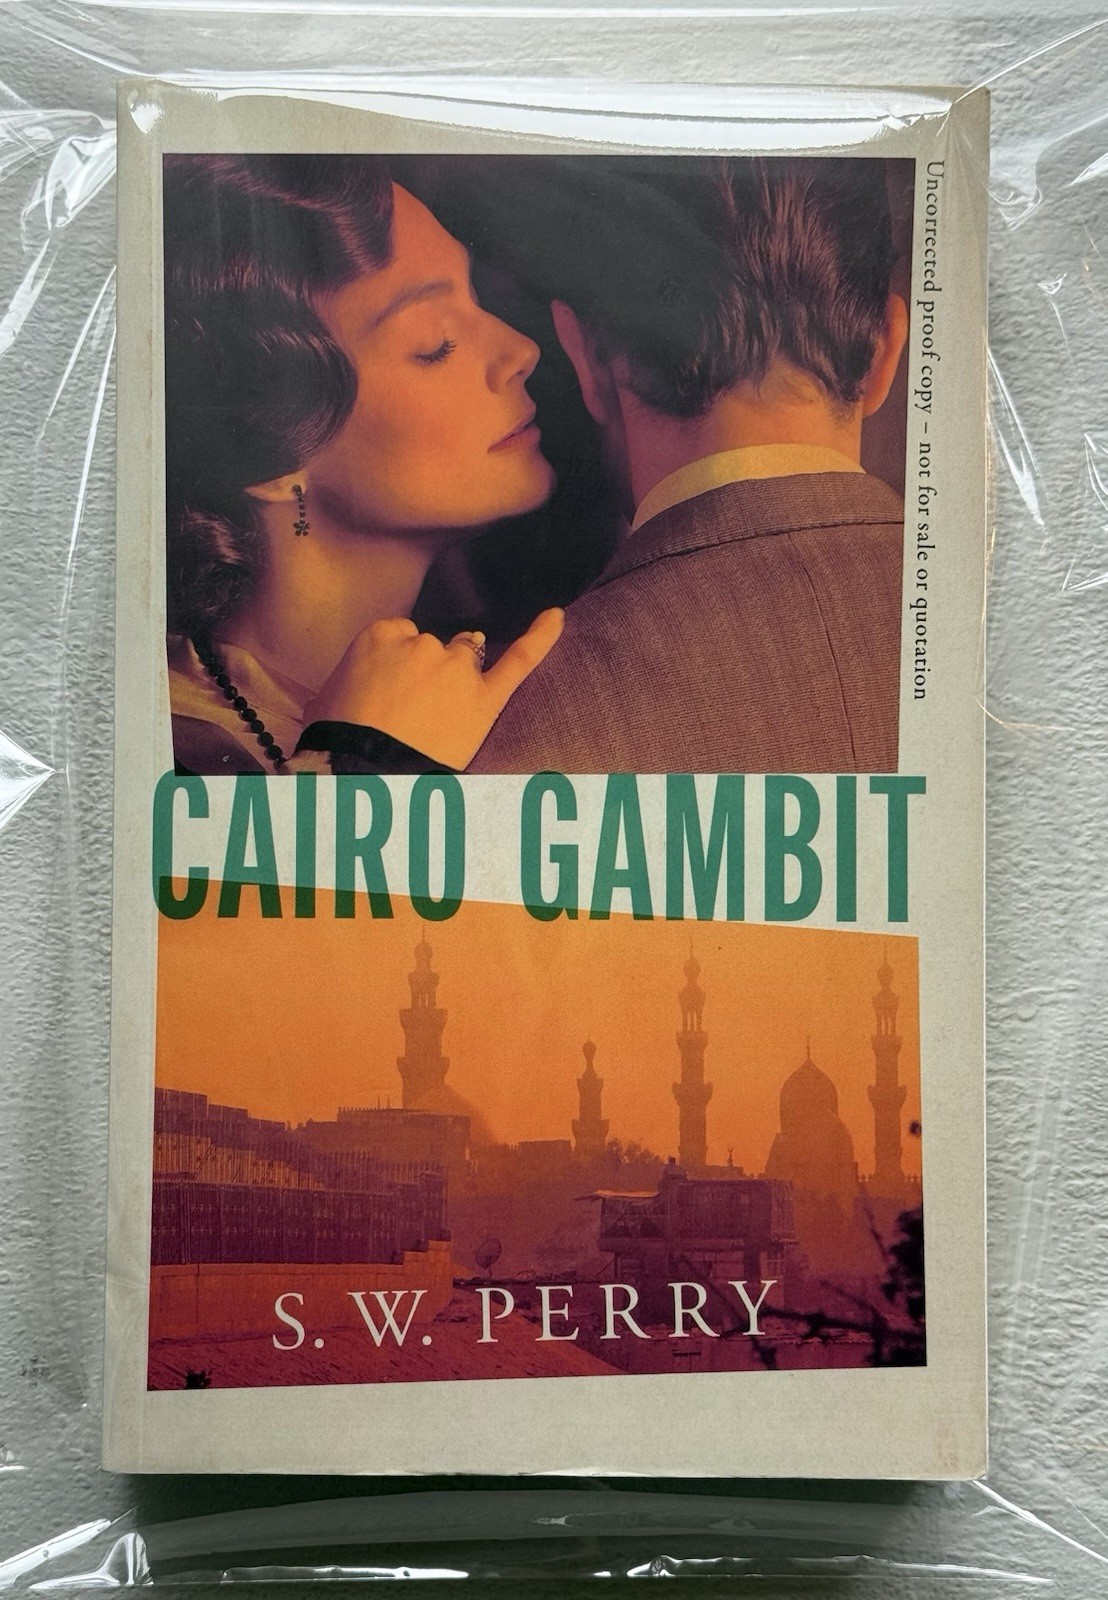 Uncorrected proof copy – not for sale or quotation
CAIRO GAMBIT
S. W. PERRY